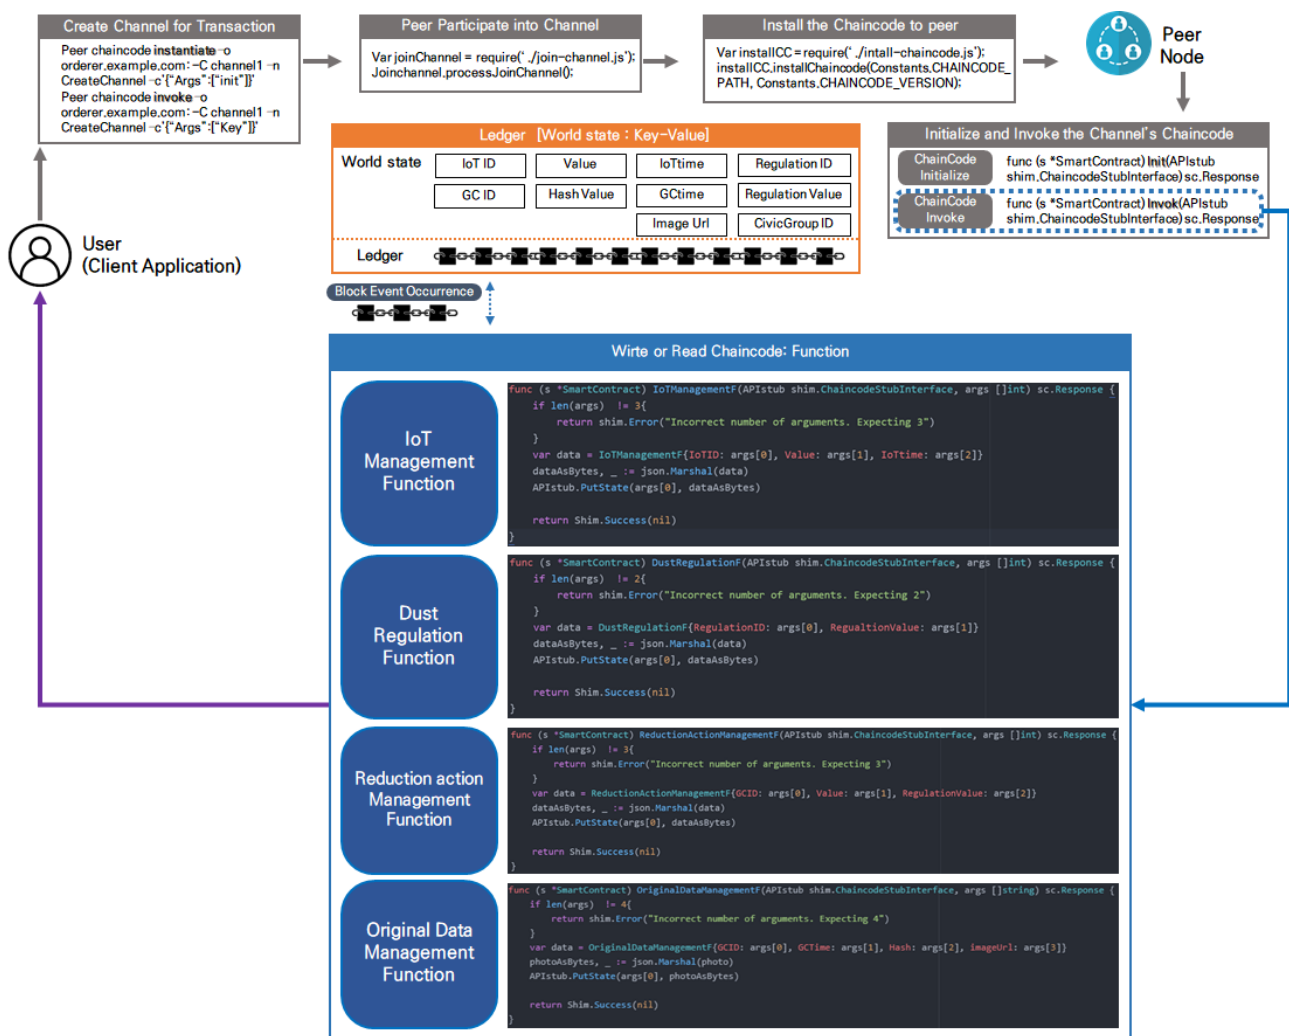 Create Channel for Transaction
Peer chaincode instantiate -o
orderer.example.com: -C channel1 -n
CreateChannel -c'{“Args”:[“init”]}'
Peer chaincode invoke -o
orderer.example.com: -C channel1 -n
CreateChannel -c'{“Args”:[“Key”]}'
Peer Participate into Channel
Var joinChannel = require(‘./join-channel.js’);
Joinchannel.processJoinChannel();
Install the Chaincode to peer
Var installCC = require(‘./intall-chaincode.js’);
installCC.installChaincode(Constants.CHAINCODE_
PATH, Constants.CHAINCODE_VERSION);
Peer
Node
Initialize and Invoke the Channel's Chaincode
ChainCode
Initialize
func (s *SmartContract) Init(APIstub
shim.ChaincodeStubInterface) sc.Response
ChainCode
Invoke
func (s *SmartContract) Invok(APIstub
shim.ChaincodeStubInterface) sc.Response
User
(Client Application)
Ledger [World state : Key-Value]
World state
IoT ID
Value
IoTtime
Regulation ID
GC ID
Hash Value
GCtime
Regulation Value
Image Url
CivicGroup ID
Ledger
Block Event Occurrence
Wirte or Read Chaincode: Function
IoT
Management
Function
func (s *SmartContract) IoTManagementF(APIstub shim.ChaincodeStubInterface, args []int) sc.Response {
if len(args) != 3{
return shim.Error("Incorrect number of arguments. Expecting 3")
}
var data = IoTManagementF{IoTID: args[0], Value: args[1], IoTtime: args[2]}
dataAsBytes, _ := json.Marshal(data)
APIstub.PutState(args[0], dataAsBytes)
return Shim.Success(nil)
}
Dust
Regulation
Function
func (s *SmartContract) DustRegulationF(APIstub shim.ChaincodeStubInterface, args []int) sc.Response {
if len(args) != 2{
return shim.Error("Incorrect number of arguments. Expecting 2")
}
var data = DustRegulationF{RegulationID: args[0], RegualtionValue: args[1]}
dataAsBytes, _ := json.Marshal(data)
APIstub.PutState(args[0], dataAsBytes)
return Shim.Success(nil)
}
Reduction action
Management
Function
func (s *SmartContract) ReductionActionManagementF(APIstub shim.ChaincodeStubInterface, args []int) sc.Response {
if len(args) != 3{
return shim.Error("Incorrect number of arguments. Expecting 3")
}
var data = ReductionActionManagementF{GCID: args[0], Value: args[1], RegulationValue: args[2]}
dataAsBytes, _ := json.Marshal(data)
APIstub.PutState(args[0], dataAsBytes)
return Shim.Success(nil)
}
Original Data
Management
Function
func (s *SmartContract) OriginalDataManagementF(APIstub shim.ChaincodeStubInterface, args []string) sc.Response {
if len(args) != 4{
return shim.Error("Incorrect number of arguments. Expecting 4")
}
var data = OriginalDataManagementF{GCID: args[0], GCTime: args[1], Hash: args[2], imageUrl: args[3]}
photoAsBytes, _ := json.Marshal(photo)
APIstub.PutState(args[0], photoAsBytes)
return Shim.Success(nil)
}